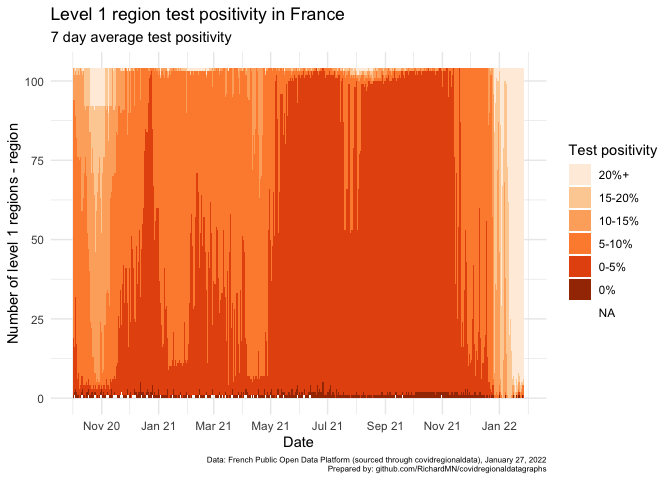 Level 1 region test positivity in France
7 day average test positivity
Number of level 1 regions - region
100
75
50
25
0
Nov 20 Jan 21 Mar 21 May 21 Jul 21 Sep 21 Nov 21 Jan 22
Date
Test positivity
20%+
15-20%
10-15%
5-10%
0-5%
0%
NA
Data: French Public Open Data Platform (sourced through covidregionaldata), January 27, 2022
Prepared by: github.com/RichardMN/covidregionaldatagraphs